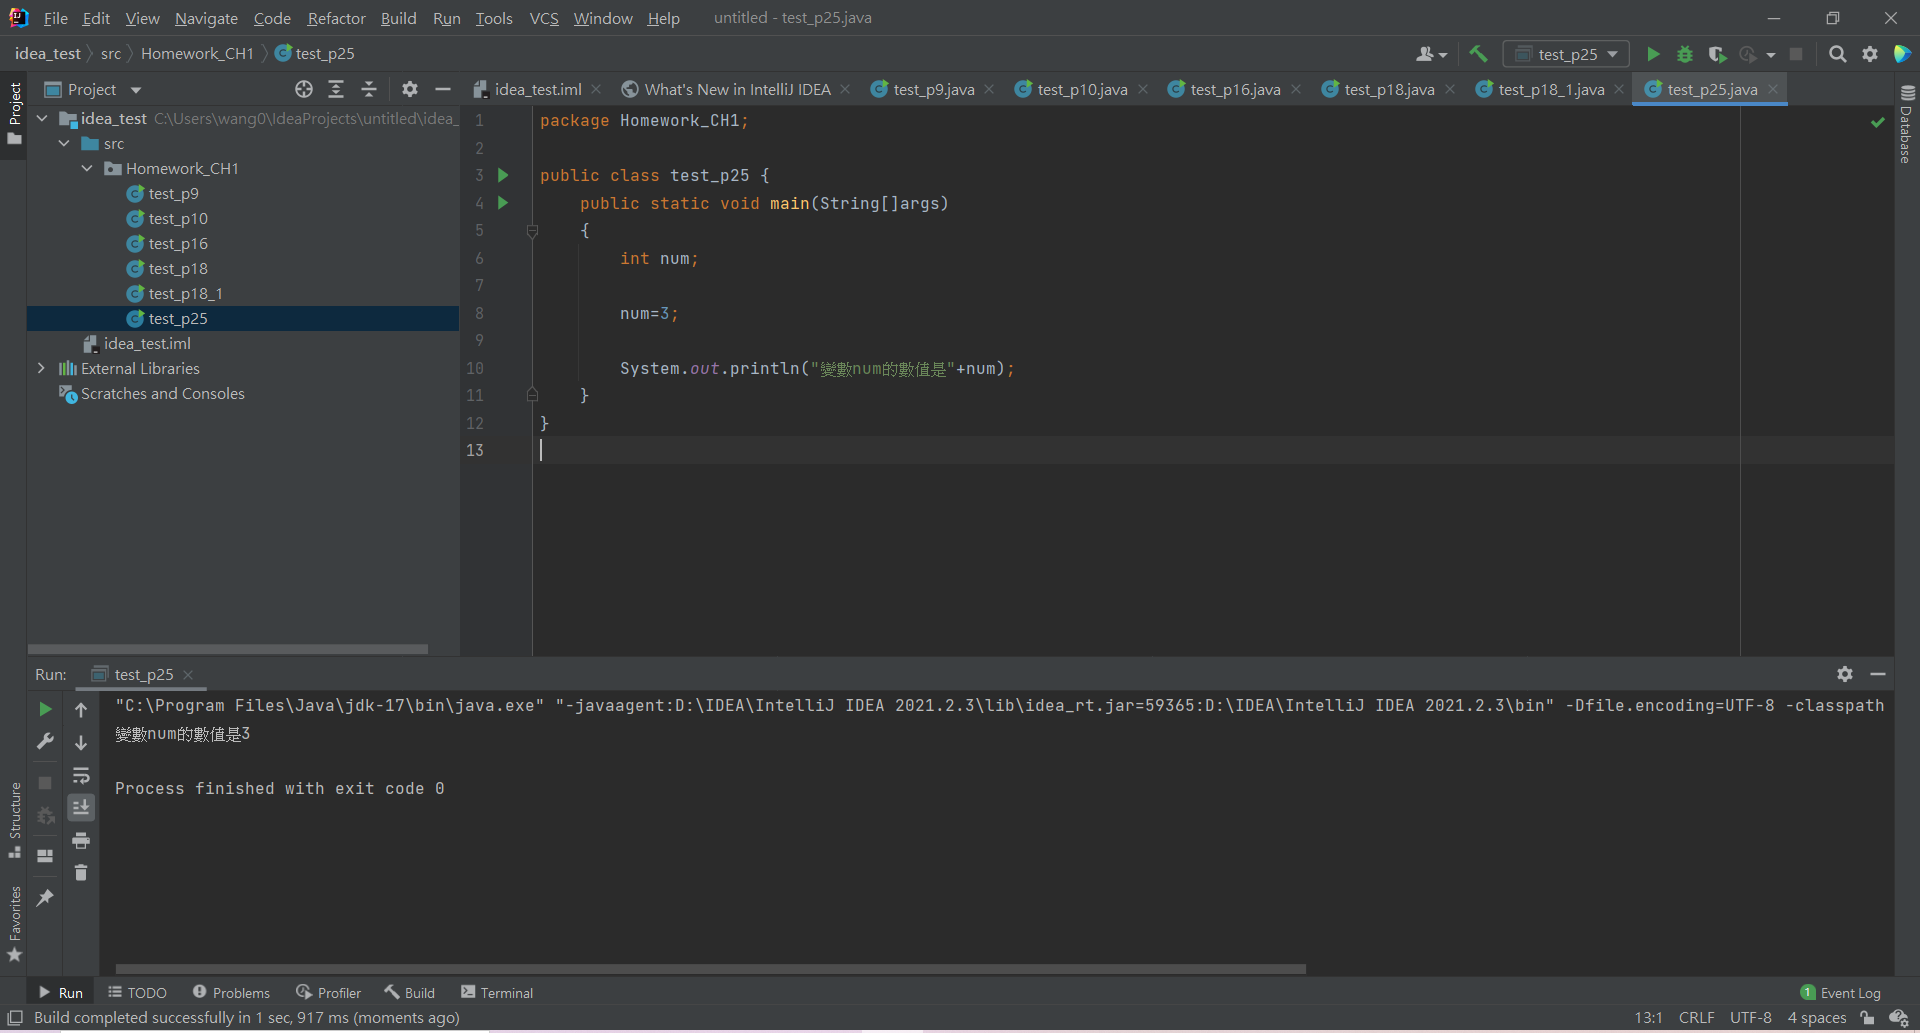 File Edit View Navigate Code Refactor Build Run Tools VCS Window Help untitled - test_p25.java
idea_test src Homework_CH1 test_p25 test_p25
Project idea_test.iml What's New in IntelliJ IDEA test_p9.java test_p10.java test_p16.java test_p18.java test_p18_1.java test_p25.java
Project
idea_test C:\Users\wang0\IdeaProjects\untitled\idea_
src
Homework_CH1
test_p9
test_p10
test_p16
test_p18
test_p18_1
test_p25
idea_test.iml
External Libraries
Scratches and Consoles
1 package Homework_CH1;
2
3 public class test_p25 {
4 public static void main(String[]args)
5 {
6 int num;
7
8 num=3;
9
10 System.out.println("變數num的數值是"+num);
11 }
12 }
13
Database
Run: test_p25
"C:\Program Files\Java\jdk-17\bin\java.exe" "-javaagent:D:\IDEA\IntelliJ IDEA 2021.2.3\lib\idea_rt.jar=59365:D:\IDEA\IntelliJ IDEA 2021.2.3\bin" -Dfile.encoding=UTF-8 -classpath
變數num的數值是3
Process finished with exit code 0
Structure
Favorites
Run TODO Problems Profiler Build Terminal 1 Event Log
Build completed successfully in 1 sec, 917 ms (moments ago) 13:1 CRLF UTF-8 4 spaces